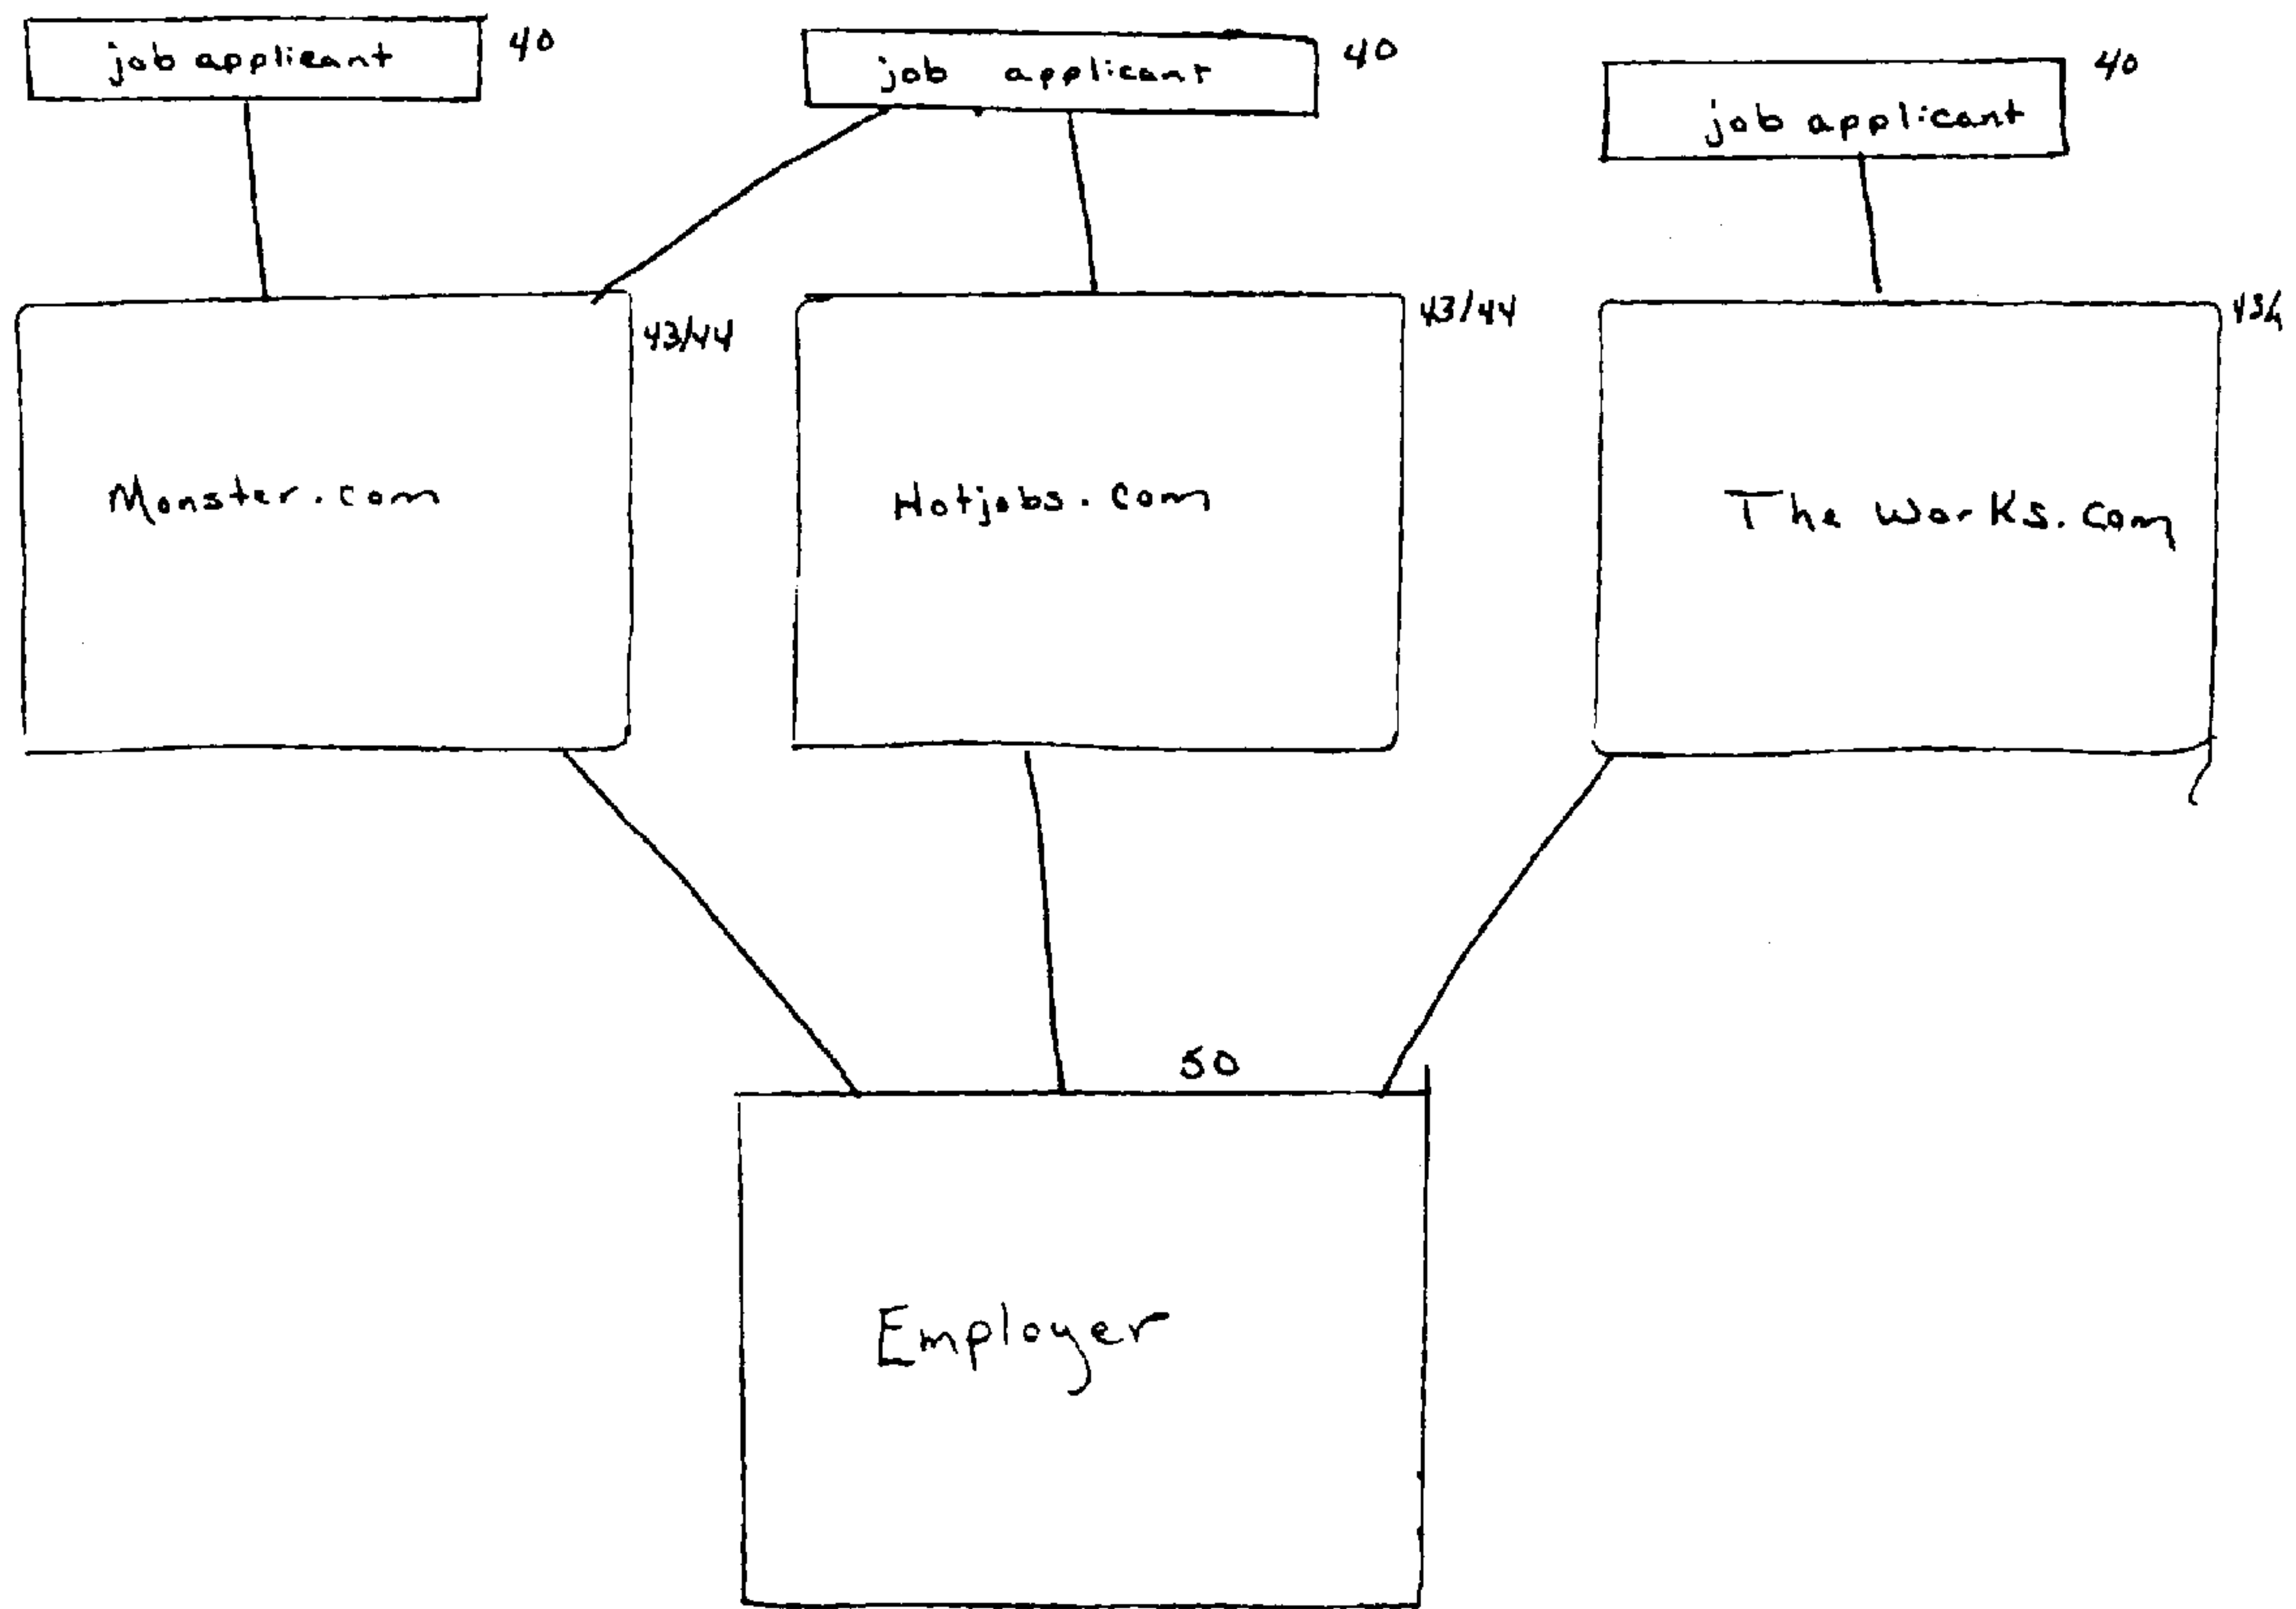 job applicant 40
job applicant 40
job applicant 40
43/44
43/44
Monster.com
Hotjobs.com
The Works.com
50
Employer